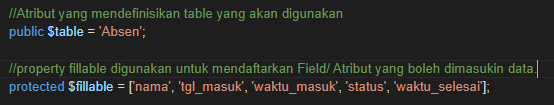 //Atribut yang mendefinisikan table yang akan digunakan
public $table = 'Absen';
//property fillable digunakan untuk mendaftarkan Field/ Atribut yang boleh dimasukin data.
protected $fillable = ['nama', 'tgl_masuk', 'waktu_masuk', 'status', 'waktu_selesai'];